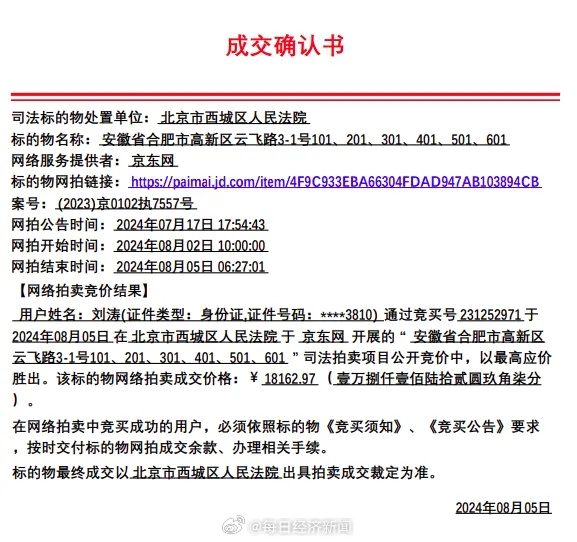 成交确认书
司法标的物处置单位：北京市西城区人民法院
标的物名称：安徽省合肥市高新区云飞路3-1号101、201、301、401、501、601
网络服务提供者：京东网
标的物网拍链接：https://paimai.jd.com/item/4F9C933EBA66304FDAD947AB103894CB
案号：(2023)京0102执7557号
网拍公告时间：2024年07月17日 17:54:43
网拍开始时间：2024年08月02日 10:00:00
网拍结束时间：2024年08月05日 06:27:01
【网络拍卖竞价结果】
用户姓名：刘涛(证件类型：身份证,证件号码：****3810) 通过竞买号231252971于
2024年08月05日在北京市西城区人民法院于 京东网 开展的“ 安徽省合肥市高新区
云飞路3-1号101、201、301、401、501、601 ”司法拍卖项目公开竞价中，以最高应价
胜出。该标的物网络拍卖成交价格：￥ 18162.97 (壹万捌仟壹佰陆拾贰圆玖角柒分
) 。
在网络拍卖中竞买成功的用户，必须依照标的物《竞买须知》、《竞买公告》要求
，按时交付标的物网拍成交余款、办理相关手续。
标的物最终成交以北京市西城区人民法院出具拍卖成交裁定为准。
2024年08月05日
@每日经济新闻